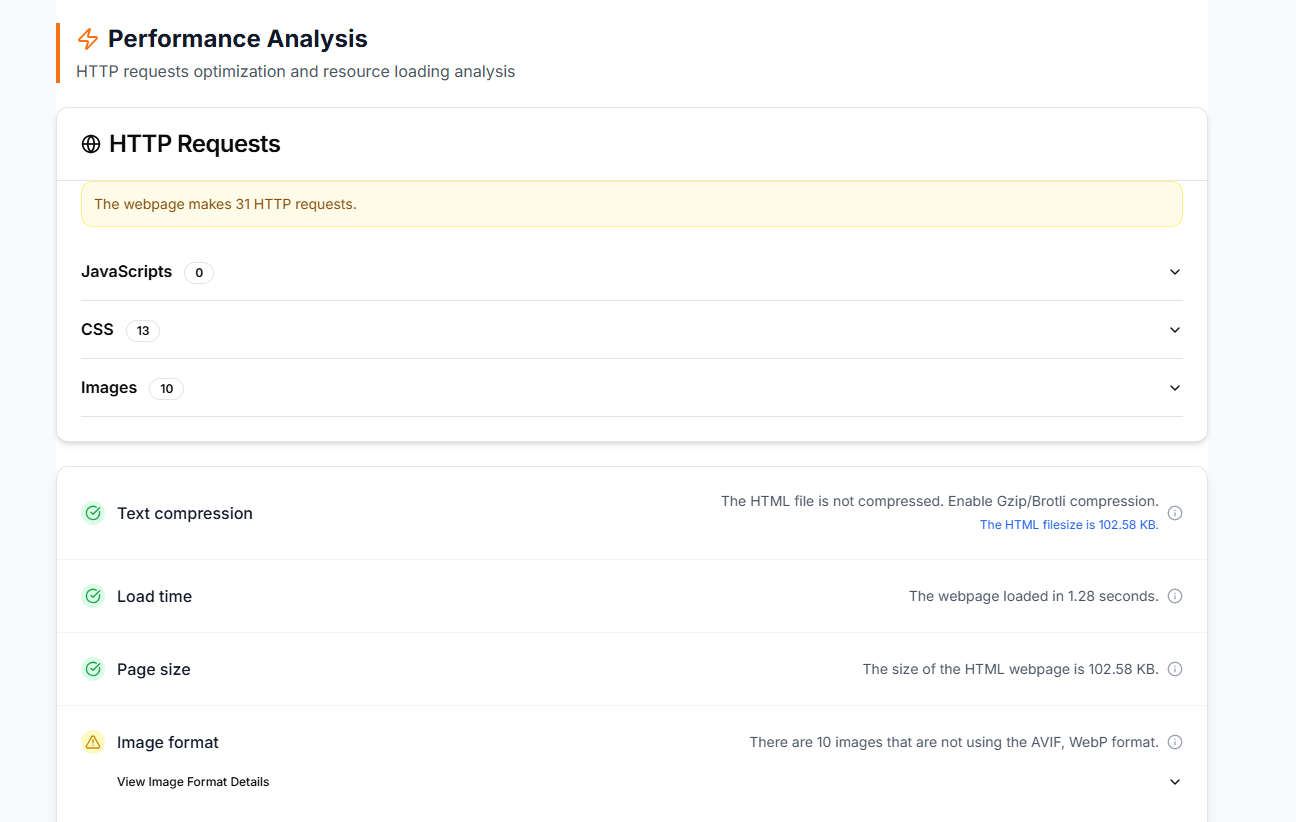 Performance Analysis
HTTP requests optimization and resource loading analysis
HTTP Requests
The webpage makes 31 HTTP requests.
JavaScripts 0
CSS 13
Images 10
Text compression
The HTML file is not compressed. Enable Gzip/Brotli compression.
The HTML filesize is 102.58 KB.
Load time
The webpage loaded in 1.28 seconds.
Page size
The size of the HTML webpage is 102.58 KB.
Image format
There are 10 images that are not using the AVIF, WebP format.
View Image Format Details